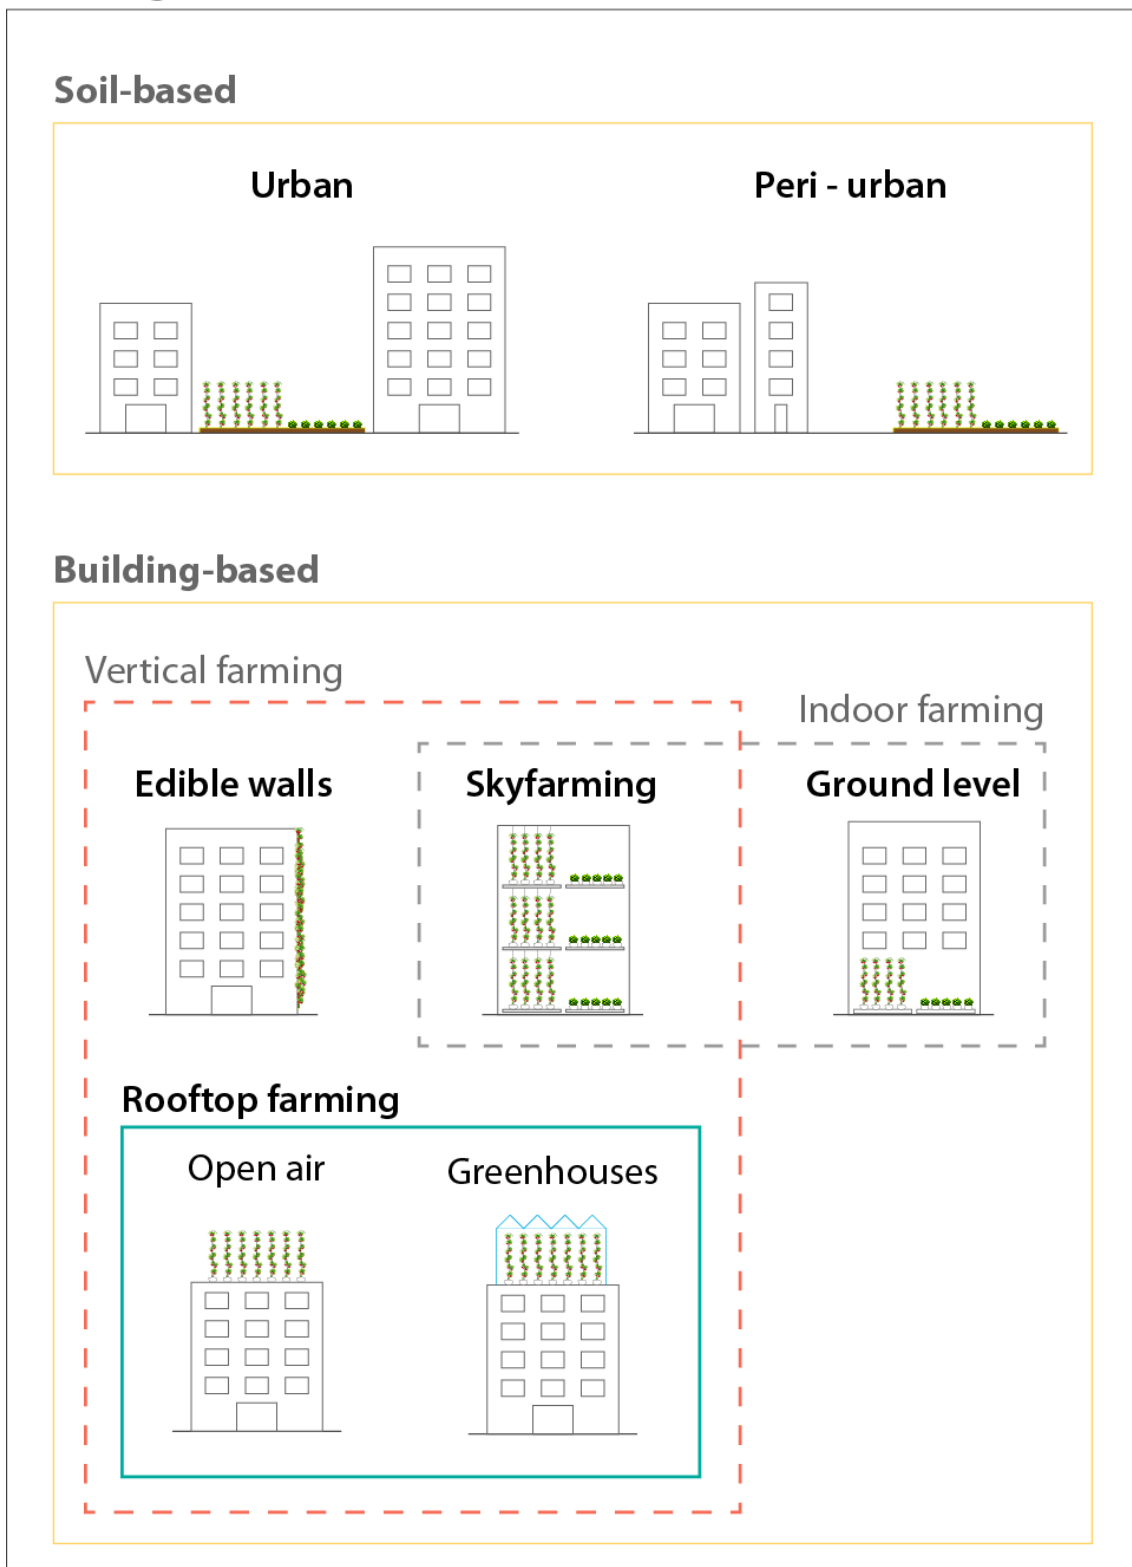 Soil-based
Urban
Peri - urban
Building-based
Vertical farming
Indoor farming
Edible walls
Skyfarming
Ground level
Rooftop farming
Open air
Greenhouses